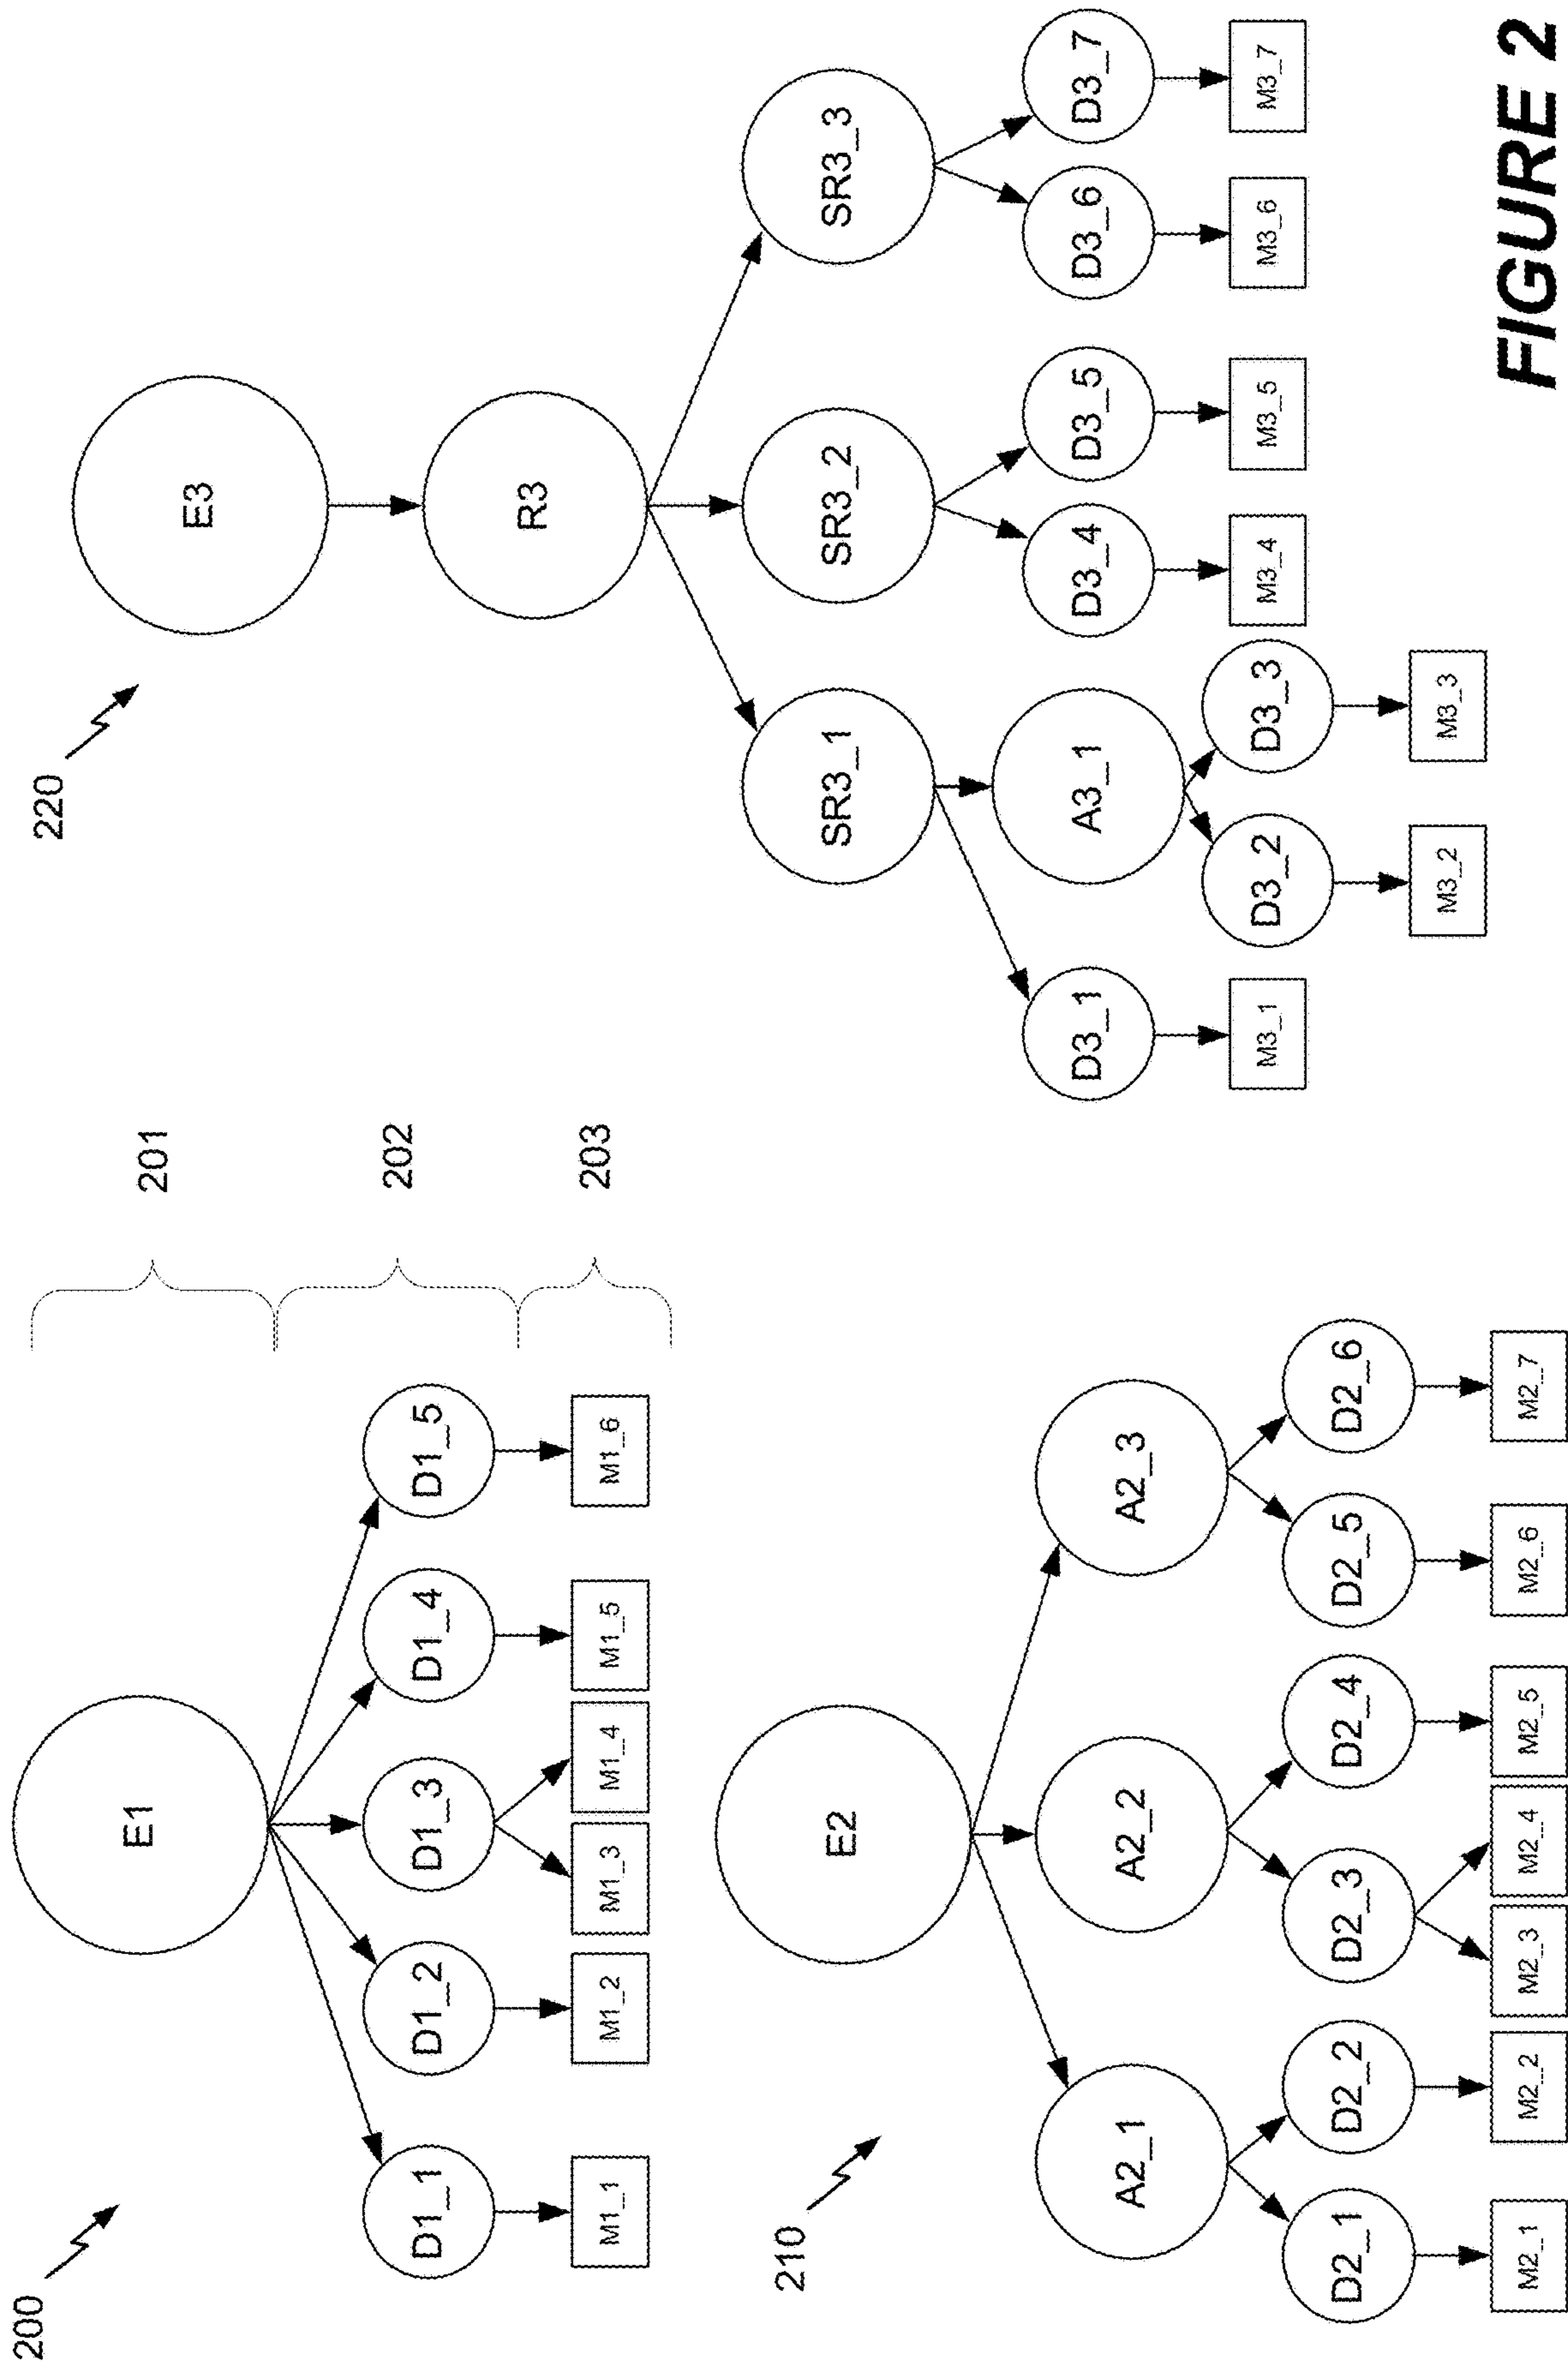 200
E1
201
D1_1
D1_2
D1_3
D1_4
D1_5
202
M1_1
M1_2
M1_3
M1_4
M1_5
M1_6
203
210
E2
A2_1
A2_2
A2_3
D2_1
D2_2
D2_3
D2_4
D2_5
D2_6
M2_1
M2_2
M2_3
M2_4
M2_5
M2_6
M2_7
220
E3
R3
SR3_1
SR3_2
SR3_3
D3_1
A3_1
D3_4
D3_5
D3_6
D3_7
M3_1
D3_2
D3_3
M3_4
M3_5
M3_6
M3_7
M3_2
M3_3
FIGURE 2